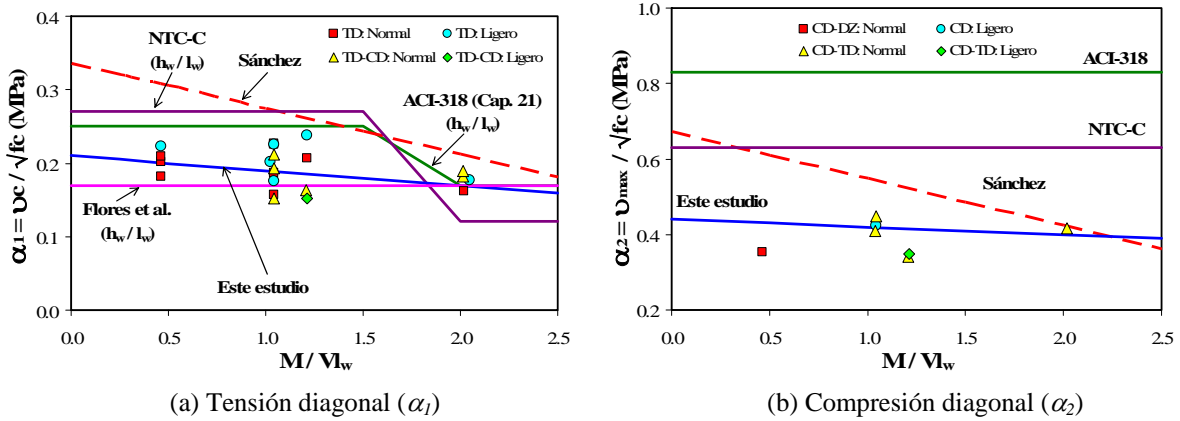 0.4
0.3
0.2
0.1
0.0
0.0 0.5 1.0 1.5 2.0 2.5
α1 = υc / √fc (MPa)
M / Vlw
NTC-C
(hw / lw)
Sánchez
TD: Normal
TD: Ligero
TD-CD: Normal
TD-CD: Ligero
ACI-318 (Cap. 21)
(hw / lw)
Flores et al.
(hw / lw)
Este estudio
(a) Tensión diagonal (α1)
1.0
0.8
0.6
0.4
0.2
0.0 0.5 1.0 1.5 2.0 2.5
α2 = υmax / √fc (MPa)
M / Vlw
CD-DZ: Normal
CD: Ligero
CD-TD: Normal
CD-TD: Ligero
ACI-318
NTC-C
Sánchez
Este estudio
(b) Compresión diagonal (α2)